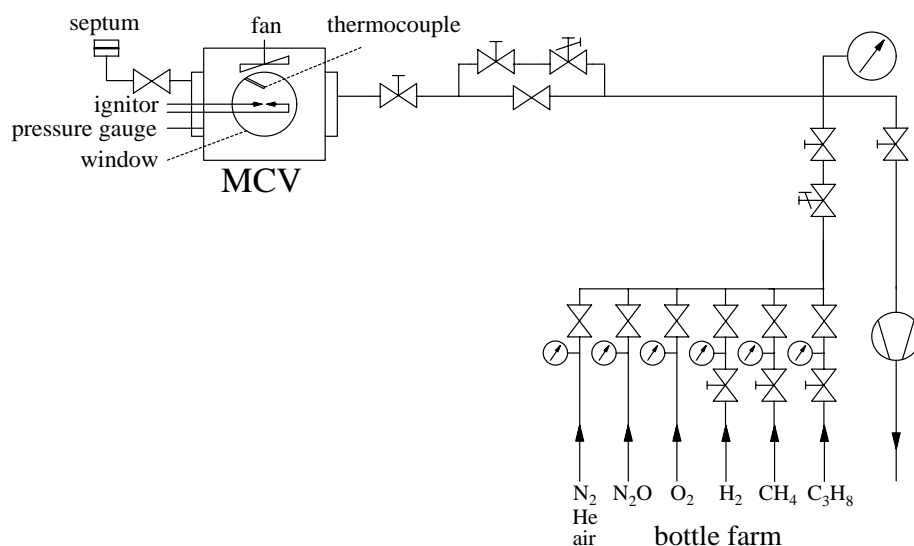 septum
fan
thermocouple
ignitor
pressure gauge
window
MCV
N₂ N₂O O₂ H₂ CH₄ C₃H₈
He
air
bottle farm